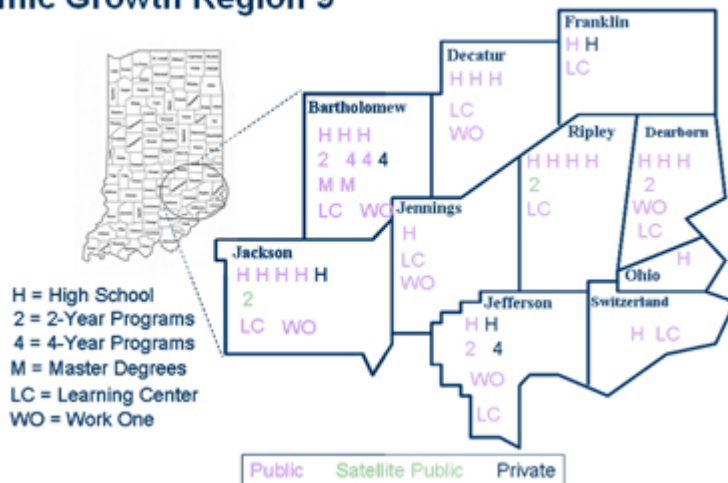 mic Growth Region 9
Franklin
H H
LC
Decatur
H H H
LC
WO
Bartholomew
H H H
2 4 4 4
M M
LC WO
Ripley
H H H H
2
LC
Dearborn
H H H
2
WO
LC
Jennings
H
LC
WO
Jackson
H H H H H
2
LC WO
Ohio
H
Jefferson
H H
2 4
WO
LC
Switzerland
H LC
H = High School
2 = 2-Year Programs
4 = 4-Year Programs
M = Master Degrees
LC = Learning Center
WO = Work One
Public Satellite Public Private